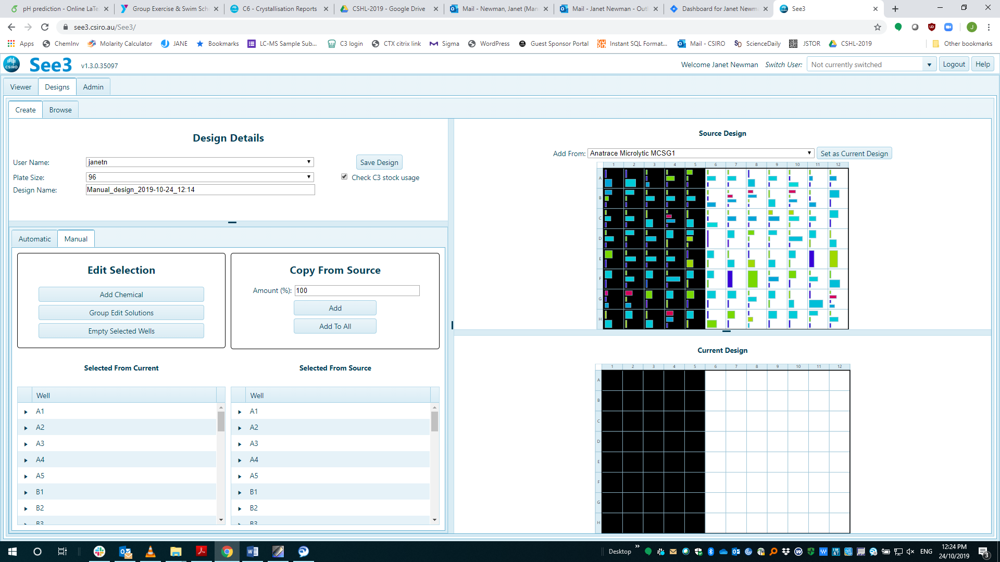 pH prediction - Online LaTe
Group Exercise & Swim Sch
C6 - Crystallisation Reports
CSHL-2019 - Google Drive
Mail - Newman, Janet (Man
Mail - Janet Newman - Out
Dashboard for Janet Newm
See3
see3.csiro.au/See3/
J
Apps
ChemInv
Molarity Calculator
JANE
Bookmarks
LC-MS Sample Sub...
C3 login
CTX citrix link
Sigma
WordPress
Guest Sponsor Portal
Instant SQL Format...
Mail - CSIRO
ScienceDaily
JSTOR
CSHL-2019
Other bookmarks
CSIRO
See3 v1.3.0.35097
Welcome Janet Newman Switch User: Not currently switched Logout Help
Viewer Designs Admin
Create Browse
Design Details
User Name: janetn Save Design
Plate Size: 96 Check C3 stock usage
Design Name: Manual_design_2019-10-24_12:14
Automatic Manual
Edit Selection
Add Chemical
Group Edit Solutions
Empty Selected Wells
Copy From Source
Amount (%): 100
Add
Add To All
Selected From Current
Well
A1
A2
A3
A4
A5
B1
B2
B3
Selected From Source
Well
A1
A2
A3
A4
A5
B1
B2
B3
Source Design
Add From: Anatrace Microlytic MCSG1 Set as Current Design
1 2 3 4 5 6 7 8 9 10 11 12
A
B
C
D
E
F
G
H
Current Design
1 2 3 4 5 6 7 8 9 10 11 12
A
B
C
D
E
F
G
H
Desktop
ENG
12:24 PM
24/10/2019
3